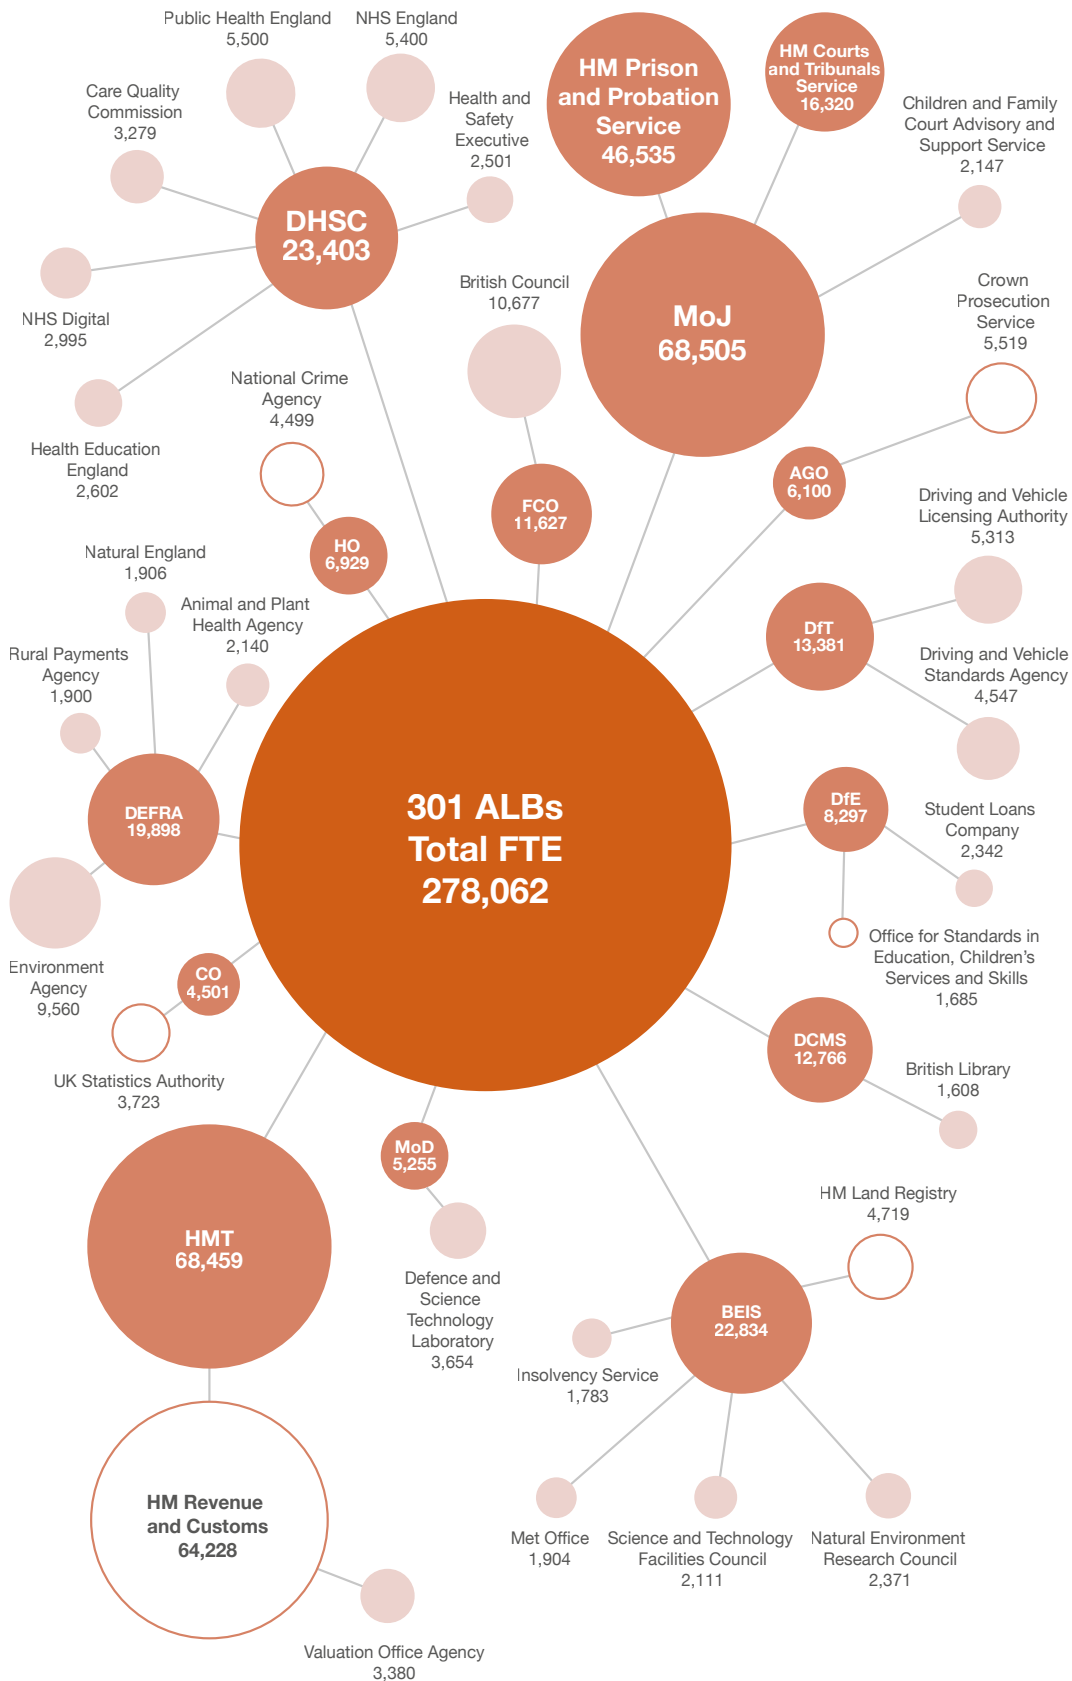 Public Health England
5,500
NHS England
5,400
Care Quality
Commission
3,279
Health and
Safety
Executive
2,501
DHSC
23,403
NHS Digital
2,995
Health Education
England
2,602
HM Prison
and Probation
Service
46,535
HM Courts
and Tribunals
Service
16,320
Children and Family
Court Advisory and
Support Service
2,147
MoJ
68,505
British Council
10,677
FCO
11,627
Crown
Prosecution
Service
5,519
AGO
6,100
National Crime
Agency
4,499
HO
6,929
Driving and Vehicle
Licensing Authority
5,313
DfT
13,381
Driving and Vehicle
Standards Agency
4,547
Natural England
1,906
Animal and Plant
Health Agency
2,140
Rural Payments
Agency
1,900
DEFRA
19,898
Environment
Agency
9,560
301 ALBs
Total FTE
278,062
DfE
8,297
Student Loans
Company
2,342
Office for Standards in
Education, Children's
Services and Skills
1,685
CO
4,501
UK Statistics Authority
3,723
DCMS
12,766
British Library
1,608
MoD
5,255
Defence and
Science
Technology
Laboratory
3,654
HMT
68,459
HM Revenue
and Customs
64,228
Valuation Office Agency
3,380
HM Land Registry
4,719
BEIS
22,834
Insolvency Service
1,783
Met Office
1,904
Science and Technology
Facilities Council
2,111
Natural Environment
Research Council
2,371